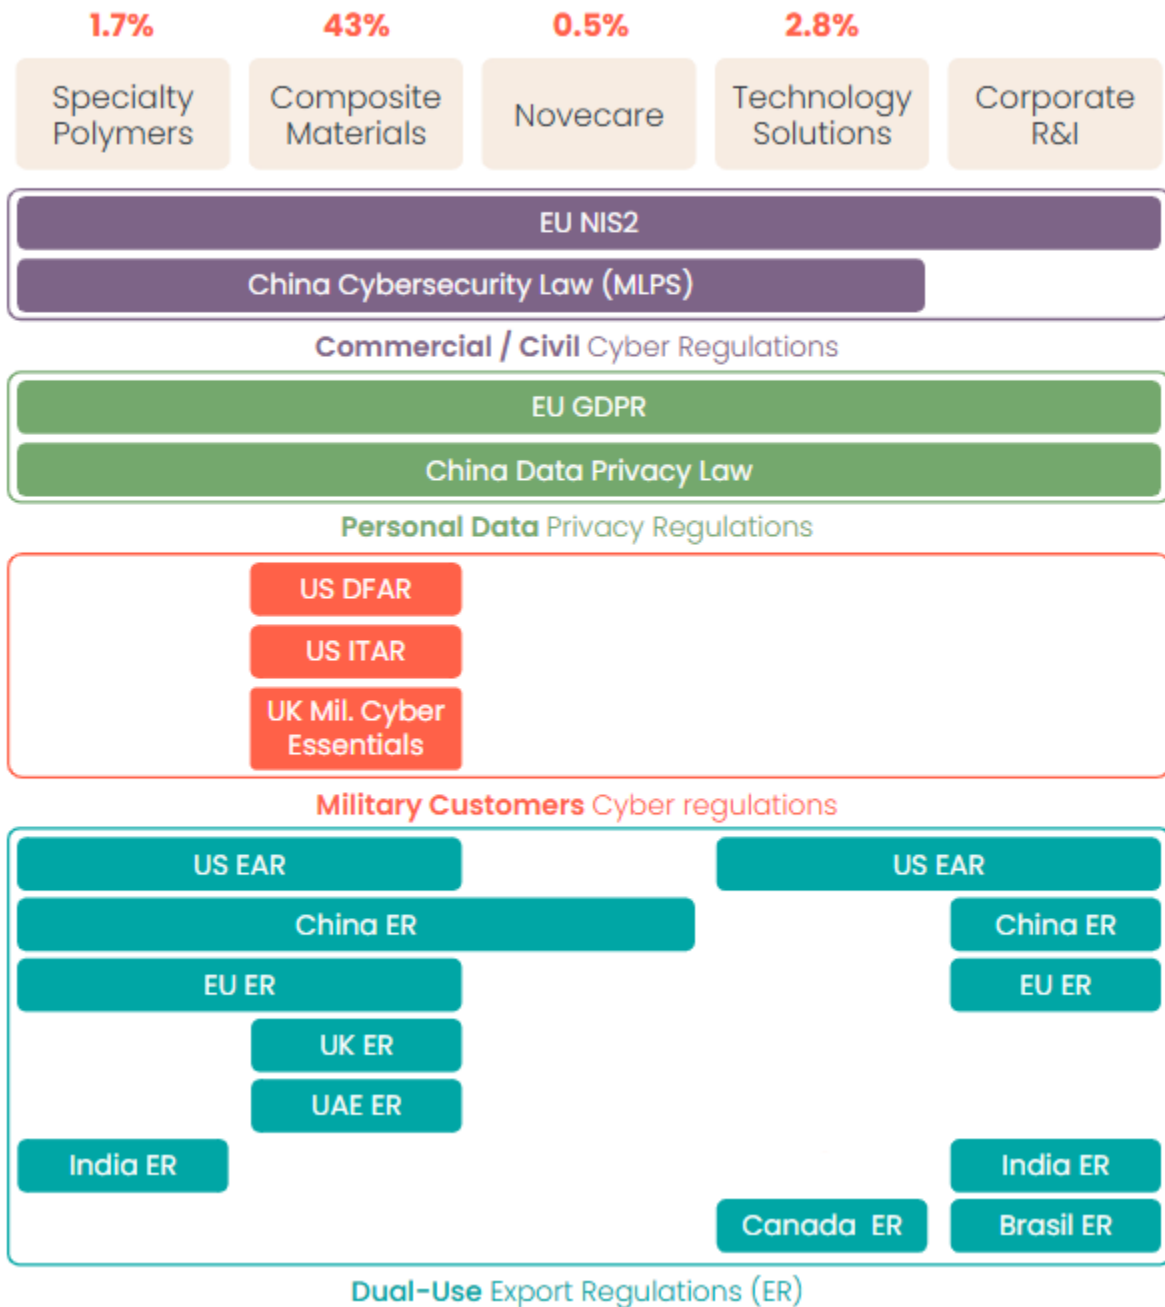 1.7% 43% 0.5% 2.8%
Specialty Polymers
Composite Materials
Novecare
Technology Solutions
Corporate R&I
EU NIS2
China Cybersecurity Law (MLPS)
Commercial / Civil Cyber Regulations
EU GDPR
China Data Privacy Law
Personal Data Privacy Regulations
US DFAR
US ITAR
UK Mil. Cyber
Essentials
Military Customers Cyber regulations
US EAR US EAR
China ER China ER
EU ER EU ER
UK ER
UAE ER
India ER India ER
Canada ER Brasil ER
Dual-Use Export Regulations (ER)